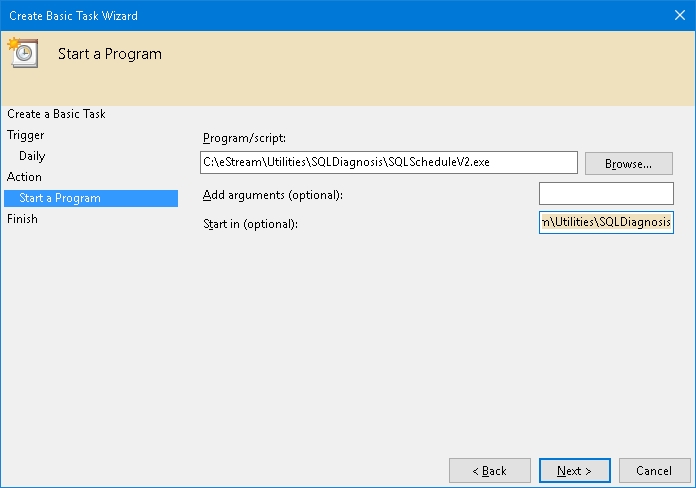 Create Basic Task Wizard
Start a Program
Create a Basic Task
Trigger
Daily
Action
Start a Program
Finish
Program/script:
C:\eStream\Utilities\SQLDiagnosis\SQLScheduleV2.exe
Browse...
Add arguments (optional):
Start in (optional):
m\Utilities\SQLDiagnosis
< Back
Next >
Cancel